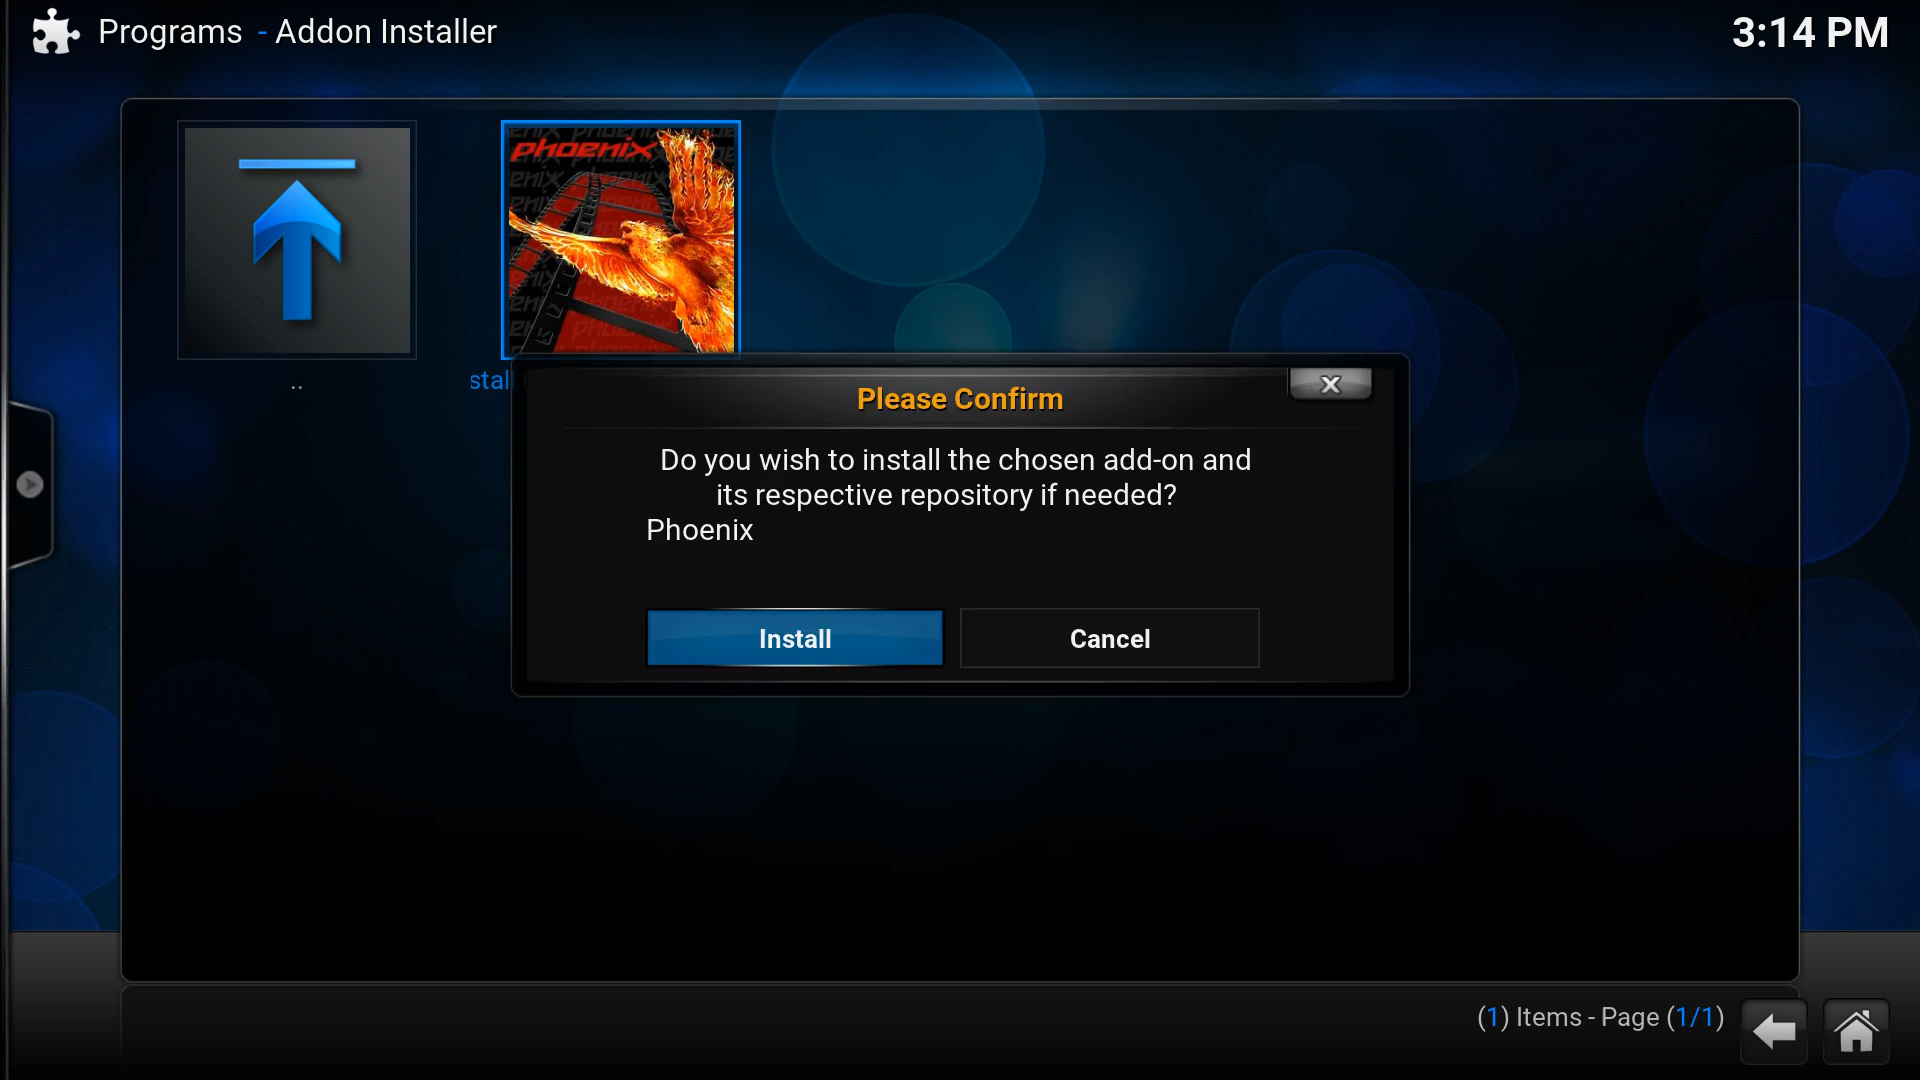 Programs - Addon Installer
3:14 PM
phoenix
..
stal
Please Confirm
Do you wish to install the chosen add-on and
its respective repository if needed?
Phoenix
Install
Cancel
(1) Items - Page (1/1)